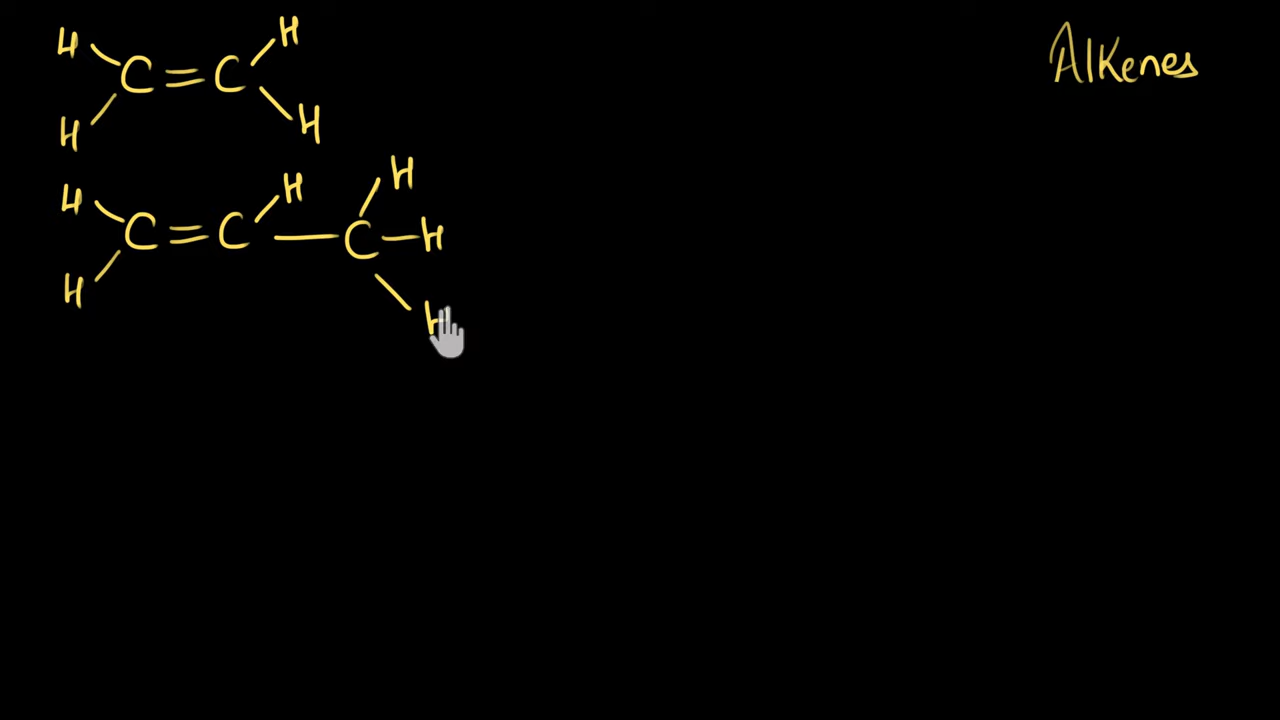 H H Alkenes
C = C
H H
H H H
C = C — C — H
H H